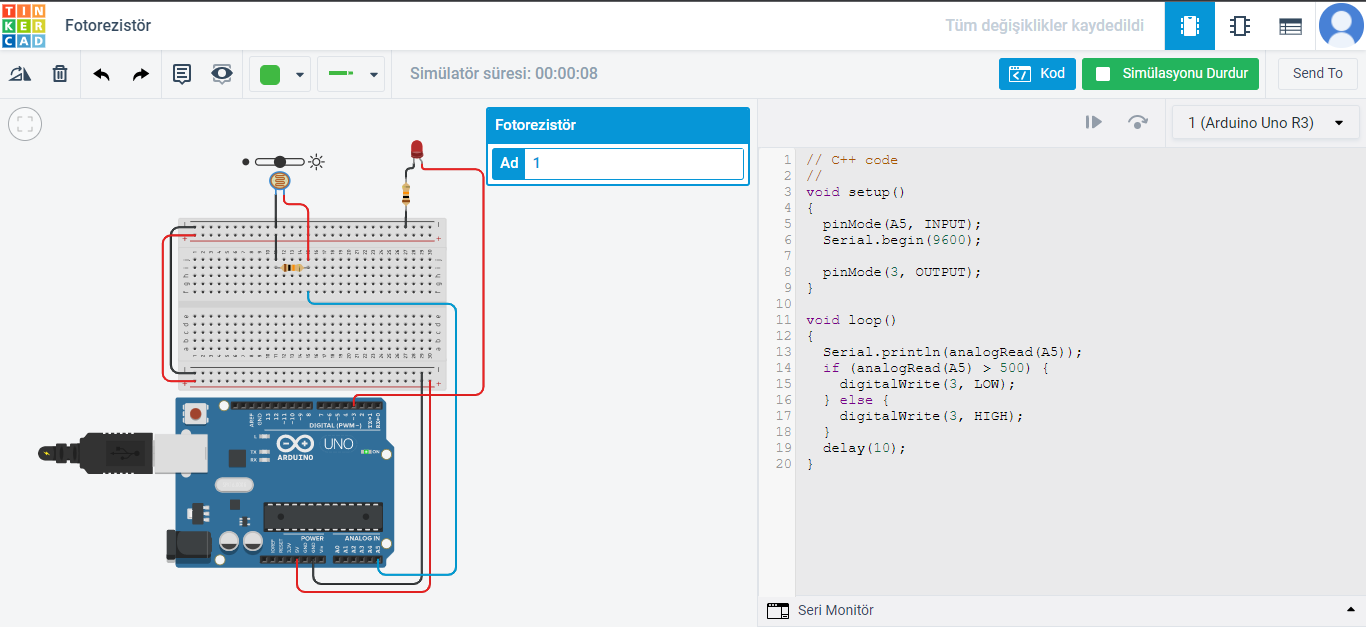 TINKERCAD
Fotorezistör
Tüm değişiklikler kaydedildi
Simülatör süresi: 00:00:08
Kod
Simülasyonu Durdur
Send To
Fotorezistör
Ad 1
1 (Arduino Uno R3)
1 // C++ code
2 //
3 void setup()
4 {
5 pinMode(A5, INPUT);
6 Serial.begin(9600);
7
8 pinMode(3, OUTPUT);
9 }
10
11 void loop()
12 {
13 Serial.println(analogRead(A5));
14 if (analogRead(A5) > 500) {
15 digitalWrite(3, LOW);
16 } else {
17 digitalWrite(3, HIGH);
18 }
19 delay(10);
20 }
DIGITAL (PWM~)
UNO
ARDUINO
ON
POWER
ANALOG IN
Seri Monitör